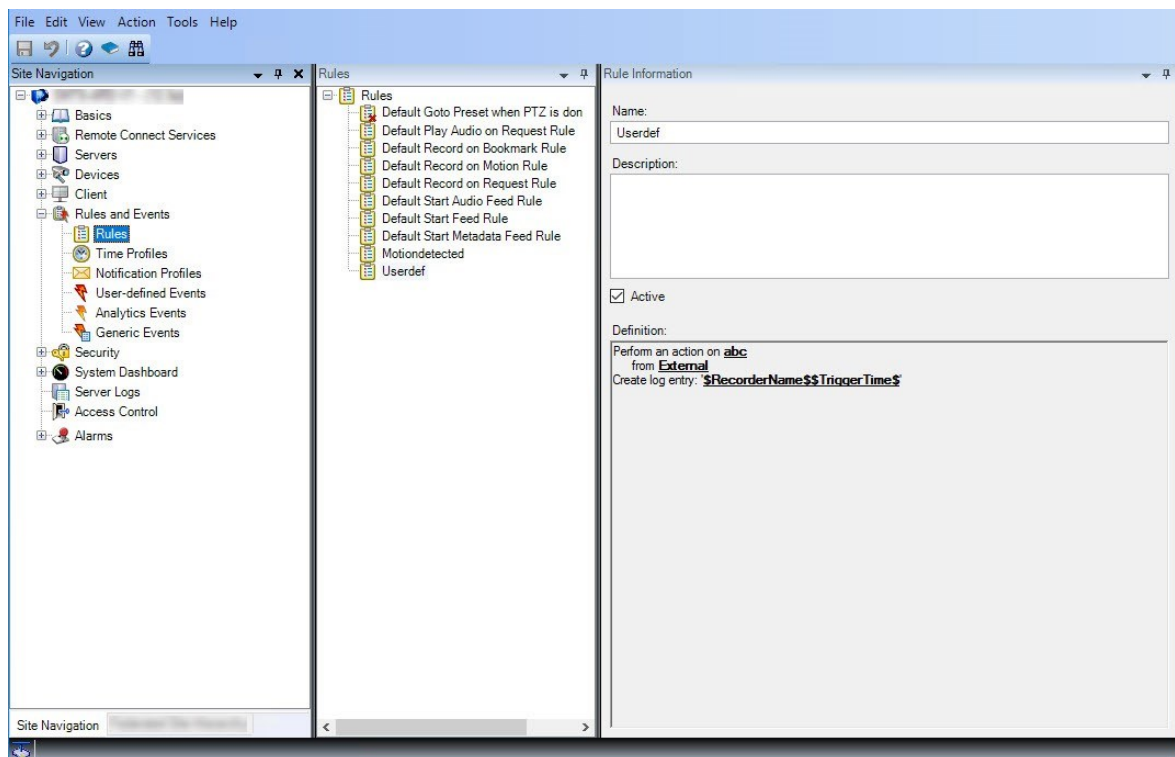 File Edit View Action Tools Help
Site Navigation
Basics
Remote Connect Services
Servers
Devices
Client
Rules and Events
Rules
Time Profiles
Notification Profiles
User-defined Events
Analytics Events
Generic Events
Security
System Dashboard
Server Logs
Access Control
Alarms
Site Navigation
Rules
Rules
Default Goto Preset when PTZ is don
Default Play Audio on Request Rule
Default Record on Bookmark Rule
Default Record on Motion Rule
Default Record on Request Rule
Default Start Audio Feed Rule
Default Start Feed Rule
Default Start Metadata Feed Rule
Motiondetected
Userdef
Rule Information
Name:
Userdef
Description:
Active
Definition:
Perform an action on abc
from External
Create log entry: '$RecorderName$$TriggerTime$'